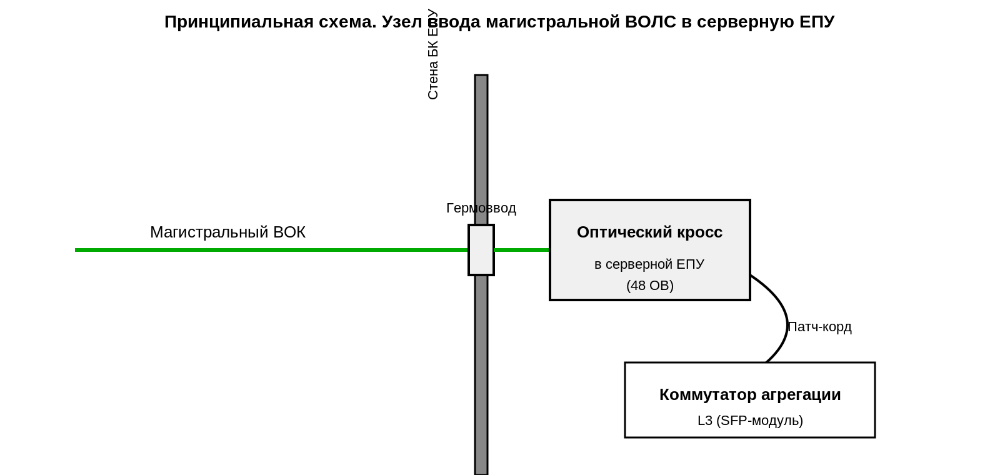 Принципиальная схема. Узел ввода магистральной ВОЛС в серверную ЕПУ
Стена БК ЕПУ
Гермоввод
Магистральный ВОК
Оптический кросс
в серверной ЕПУ
(48 ОВ)
Патч-корд
Коммутатор агрегации
L3 (SFP-модуль)